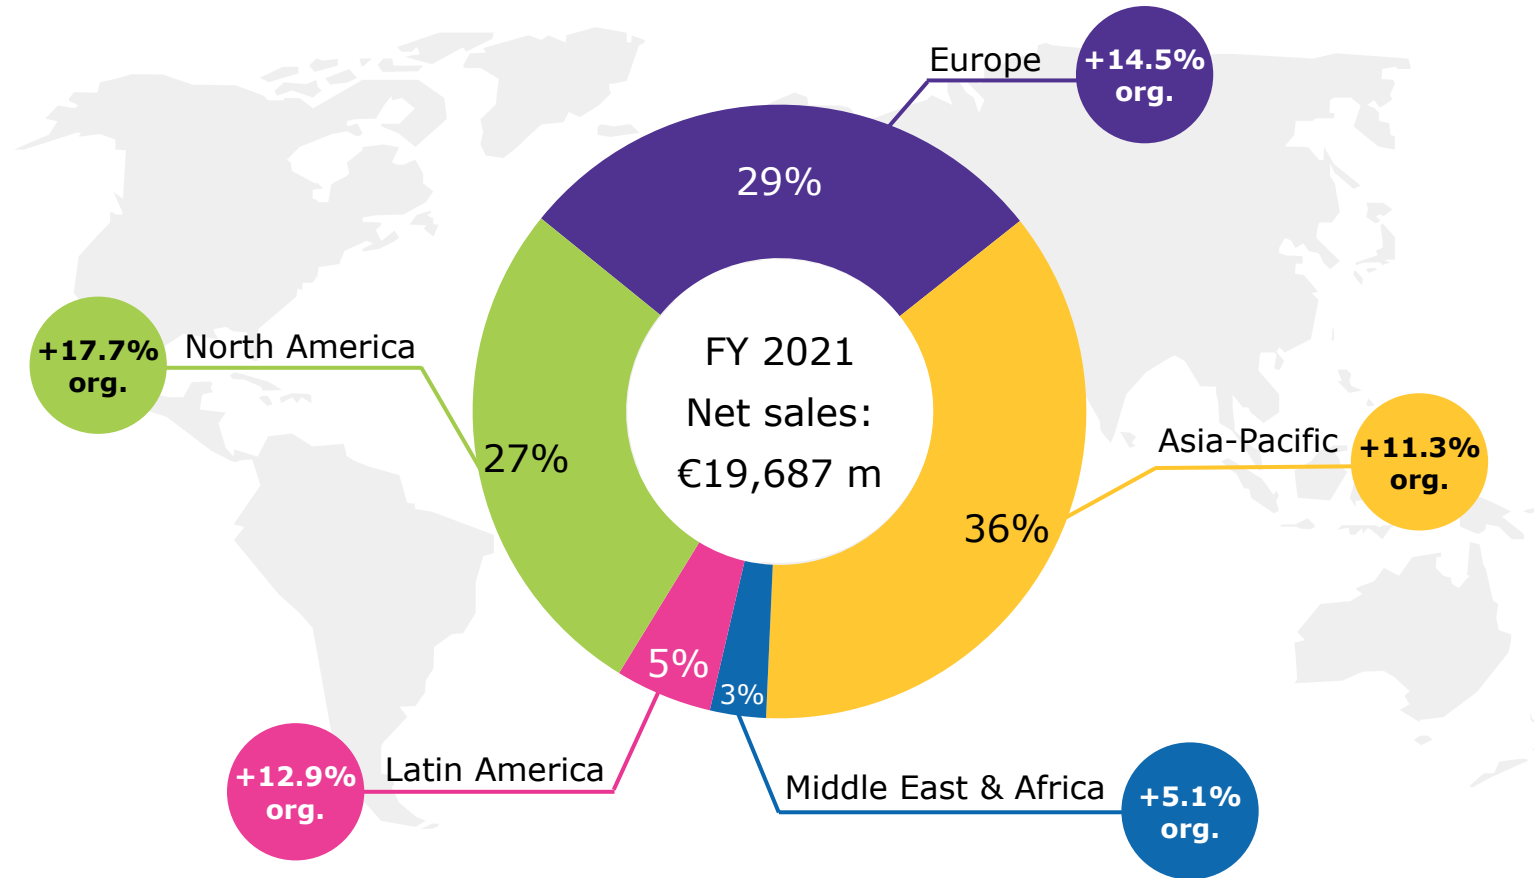 Europe
+14.5%
org.
29%
+17.7%
org.
North America
27%
FY 2021
Net sales:
€19,687 m
Asia-Pacific
+11.3%
org.
36%
5%
3%
+12.9%
org.
Latin America
Middle East & Africa
+5.1%
org.